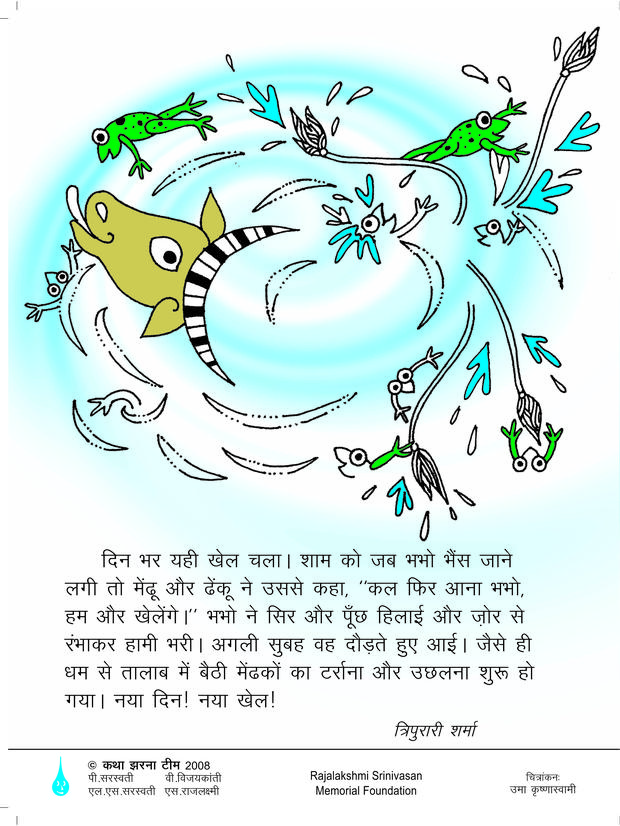 दिन भर यही खेल चला। शाम को जब भभो भैंस जाने
लगी तो मेंढू और ढेंकू ने उससे कहा, ‘‘कल फिर आना भभो,
हम और खेलेंगे।’’ भभो ने सिर और पूँछ हिलाई और ज़ोर से
रंभाकर हामी भरी। अगली सुबह वह दौड़ते हुए आई। जैसे ही
धम से तालाब में बैठी मेंढकों का टर्राना और उछलना शुरू हो
गया। नया दिन! नया खेल!
त्रिपुरारी शर्मा
© कथा झरना टीम 2008
पी.सरस्वती वी.विजयकांती
एल.एस.सरस्वती एस.राजलक्ष्मी
Rajalakshmi Srinivasan
Memorial Foundation
चित्रांकनः
उमा कृष्णास्वामी